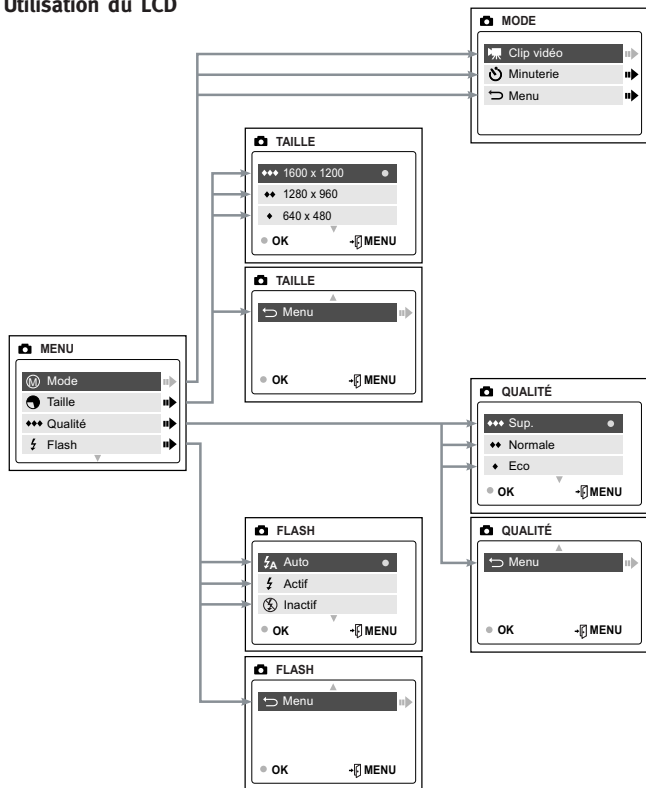 Utilisation du LCD
MODE
Clip vidéo
Minuterie
Menu
TAILLE
1600 x 1200
1280 x 960
640 x 480
OK MENU
TAILLE
Menu
OK MENU
MENU
M Mode
Taille
Qualité
Flash
QUALITÉ
Sup.
Normale
Eco
OK MENU
QUALITÉ
Menu
OK MENU
FLASH
A Auto
Actif
Inactif
OK MENU
FLASH
Menu
OK MENU